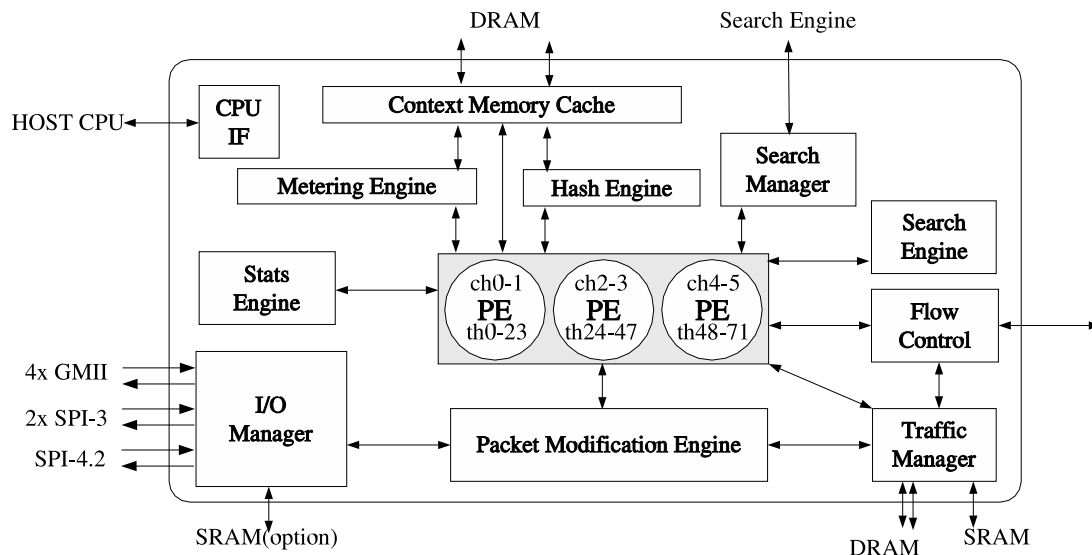 DRAM
Search Engine
HOST CPU
CPU
IF
Context Memory Cache
Search
Manager
Metering Engine
Hash Engine
Search
Engine
Stats
Engine
ch0-1
PE
th0-23
ch2-3
PE
th24-47
ch4-5
PE
th48-71
Flow
Control
4x GMII
2x SPI-3
SPI-4.2
I/O
Manager
Packet Modification Engine
Traffic
Manager
SRAM(option)
DRAM
SRAM